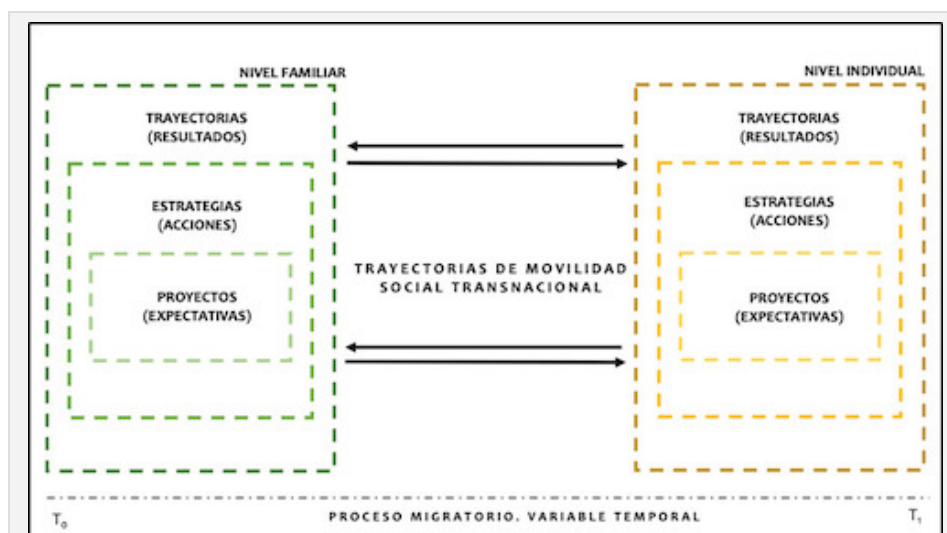 NIVEL FAMILIAR
TRAYECTORIAS
(RESULTADOS)
ESTRATEGIAS
(ACCIONES)
PROYECTOS
(EXPECTATIVAS)
TRAYECTORIAS DE MOVILIDAD
SOCIAL TRANSNACIONAL
NIVEL INDIVIDUAL
TRAYECTORIAS
(RESULTADOS)
ESTRATEGIAS
(ACCIONES)
PROYECTOS
(EXPECTATIVAS)
T₀ PROCESO MIGRATORIO. VARIABLE TEMPORAL T₁